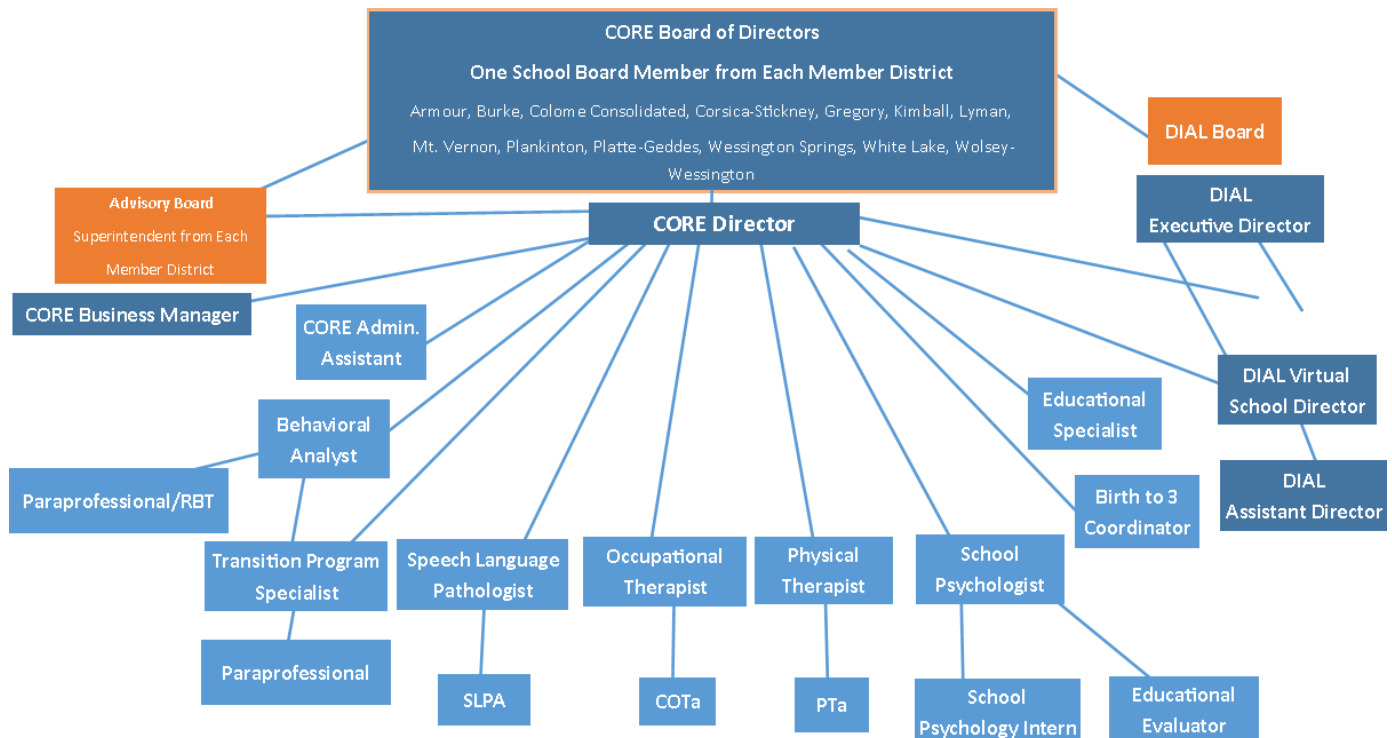 CORE Board of Directors
One School Board Member from Each Member District
Armour, Burke, Colome Consolidated, Corsica-Stickney, Gregory, Kimball, Lyman,
Mt. Vernon, Plankinton, Platte-Geddes, Wessington Springs, White Lake, Wolsey-
Wessington
DIAL Board
Advisory Board
Superintendent from Each
Member District
CORE Director
DIAL
Executive Director
CORE Business Manager
CORE Admin.
Assistant
DIAL Virtual
School Director
Educational
Specialist
Behavioral
Analyst
Paraprofessional/RBT
Birth to 3
Coordinator
DIAL
Assistant Director
Transition Program
Specialist
Speech Language
Pathologist
Occupational
Therapist
Physical
Therapist
School
Psychologist
Paraprofessional
SLPA
COTa
PTa
School
Psychology Intern
Educational
Evaluator